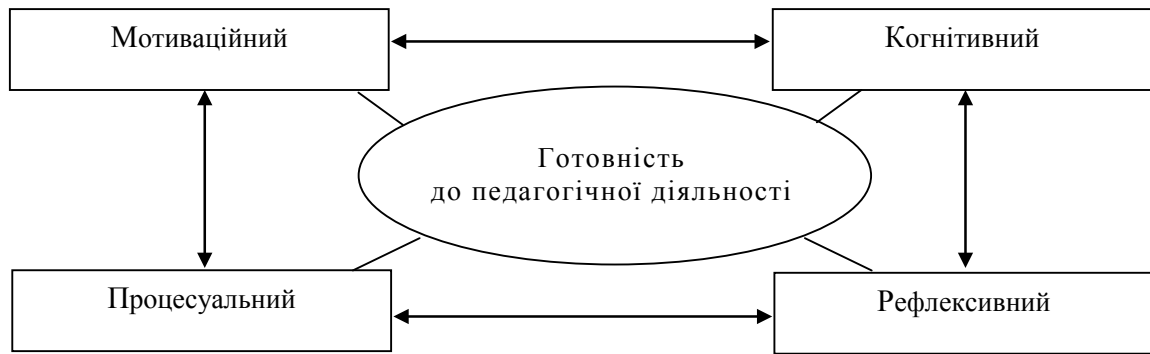 Мотиваційний
Когнітивний
Готовність
до педагогічної діяльності
Процесуальний
Рефлексивний